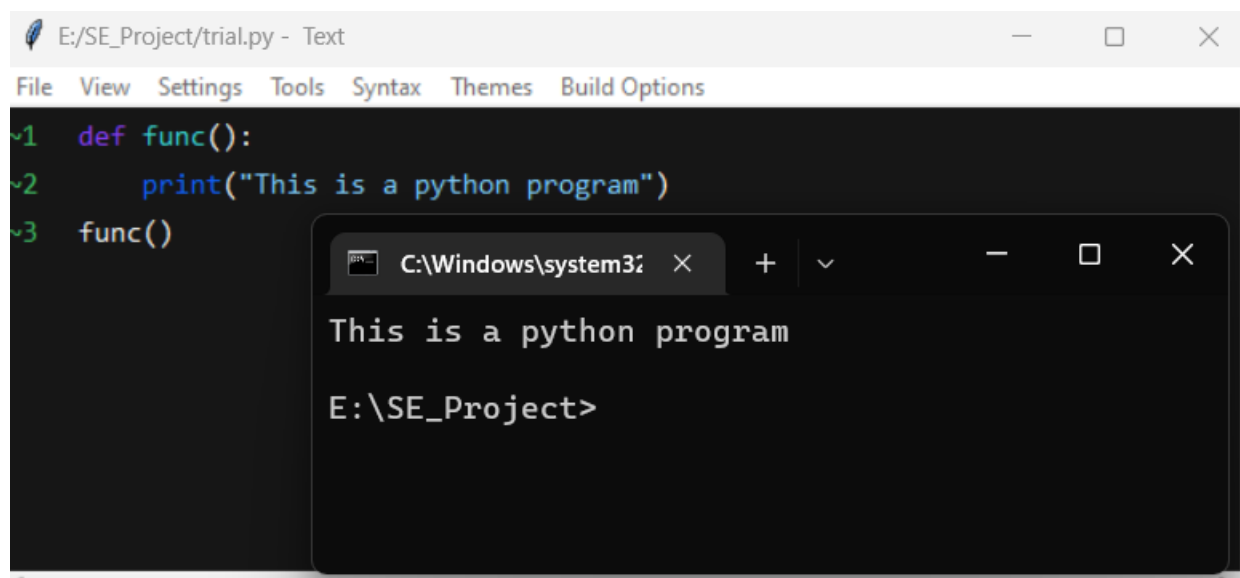 E:/SE_Project/trial.py - Text
File View Settings Tools Syntax Themes Build Options
~1 def func():
~2     print("This is a python program")
~3 func()
C:\Windows\system32
This is a python program
E:\SE_Project>